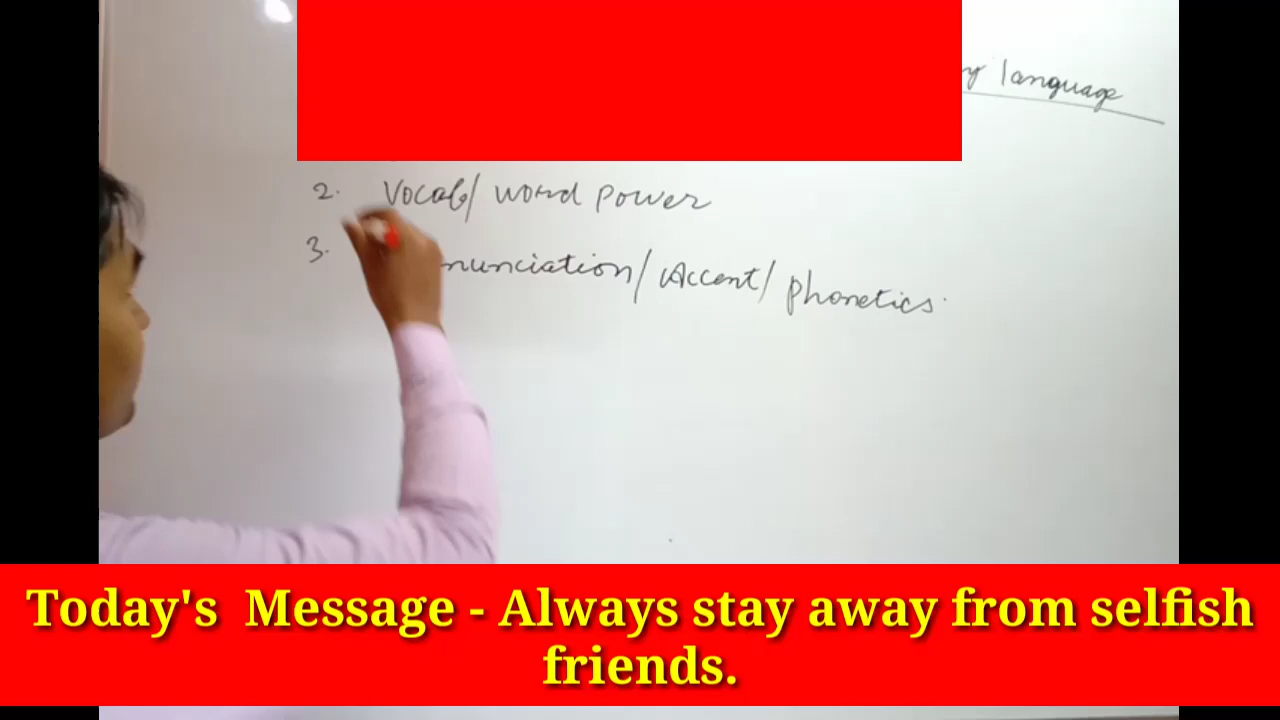 language
2. Vocab/ word power
3. nunciation/ Accent/ phonetics.
Today's Message - Always stay away from selfish
friends.